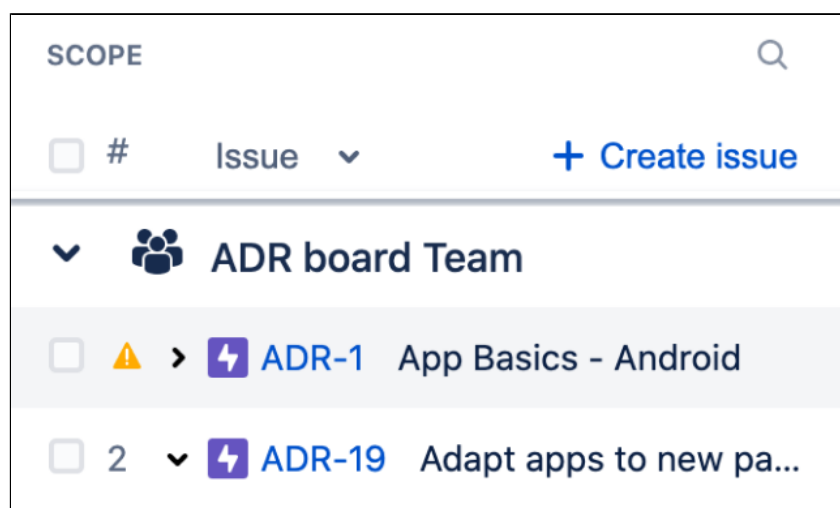 SCOPE
# Issue + Create issue
ADR board Team
ADR-1 App Basics - Android
2 ADR-19 Adapt apps to new pa...